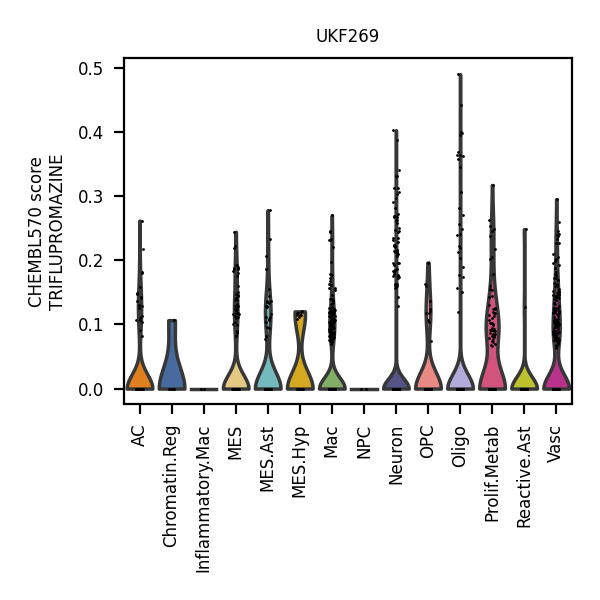 UKF269
CHEMBL570 score
TRIFLUPROMAZINE
0.5
0.4
0.3
0.2
0.1
0.0
AC
Chromatin.Reg
Inflammatory.Mac
MES
MES.Ast
MES.Hyp
Mac
NPC
Neuron
OPC
Oligo
Prolif.Metab
Reactive.Ast
Vasc